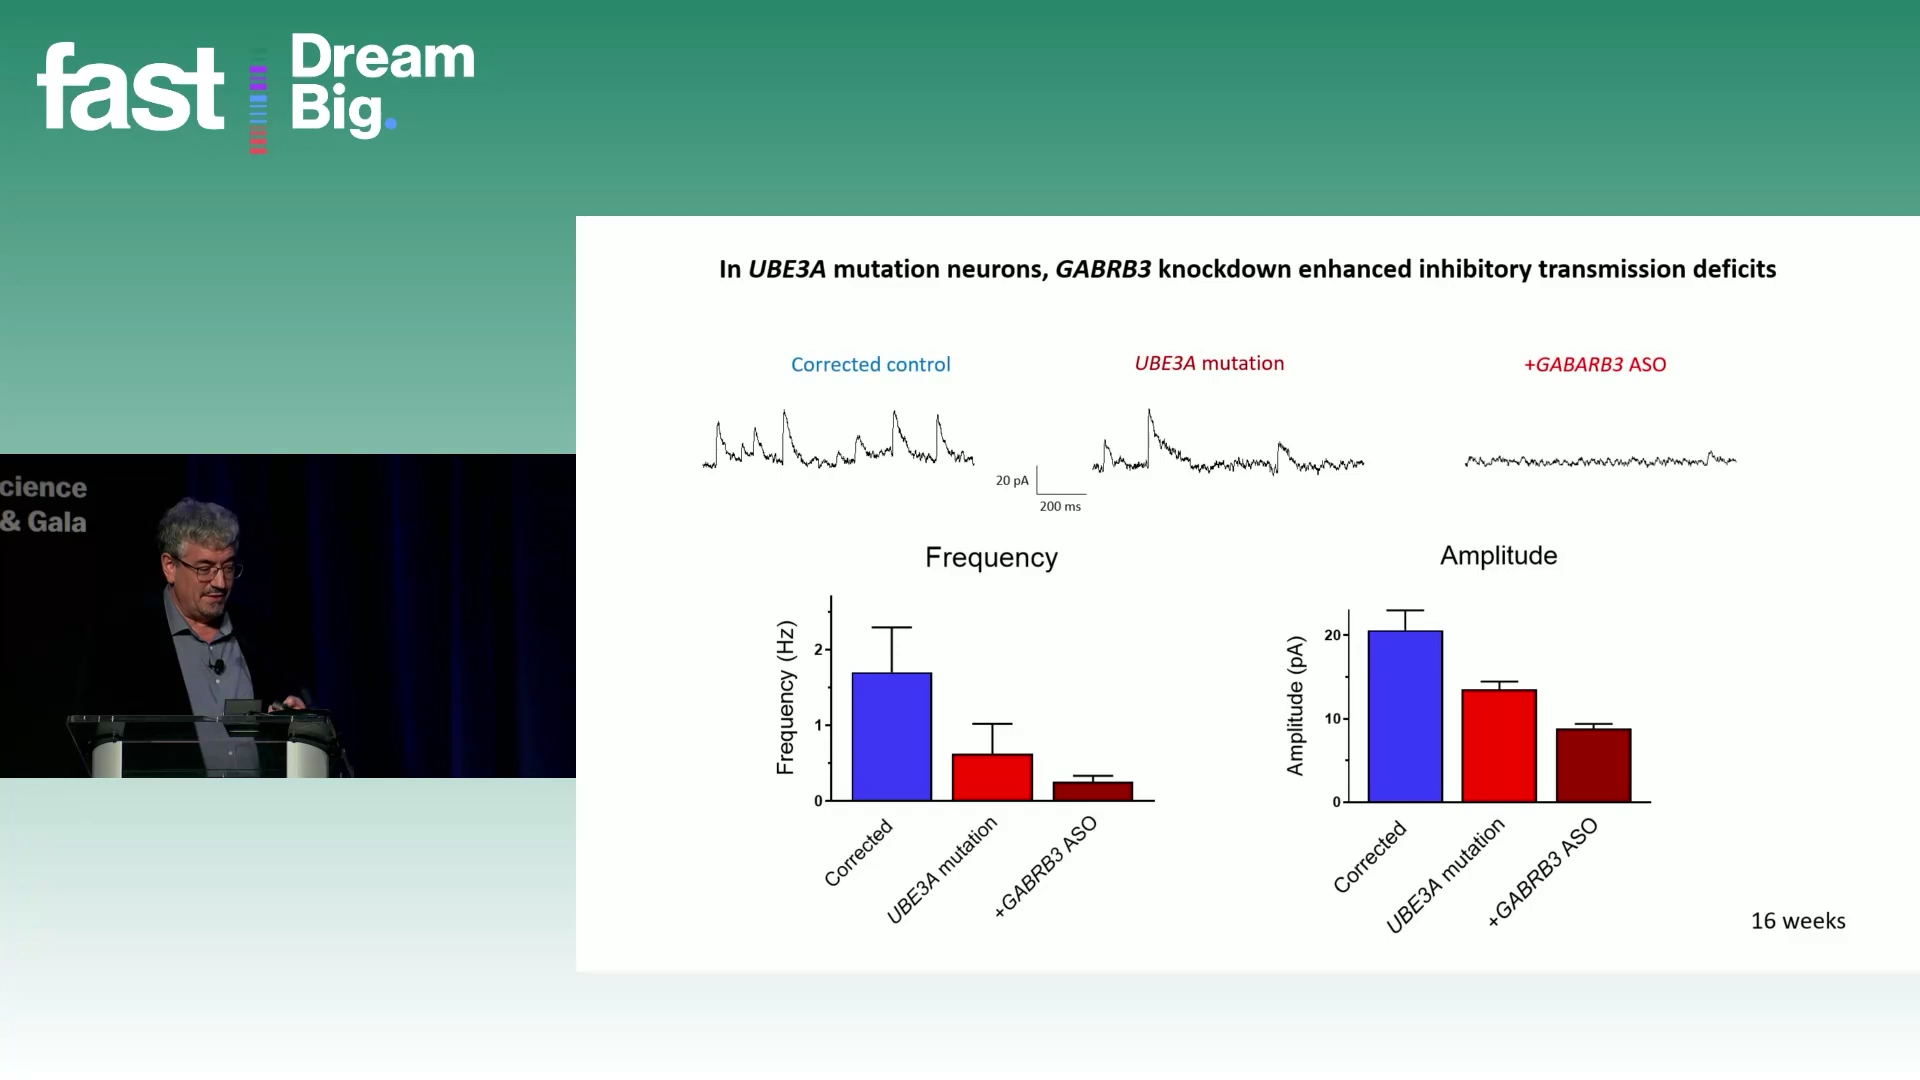 fast
Dream
Big.
cience
& Gala
In UBE3A mutation neurons, GABRB3 knockdown enhanced inhibitory transmission deficits
Corrected control
UBE3A mutation
+GABARB3 ASO
20 pA
200 ms
Frequency
Amplitude
Frequency (Hz)
2
1
0
Corrected
UBE3A mutation
+GABRB3 ASO
Amplitude (pA)
20
10
0
Corrected
UBE3A mutation
+GABRB3 ASO
16 weeks